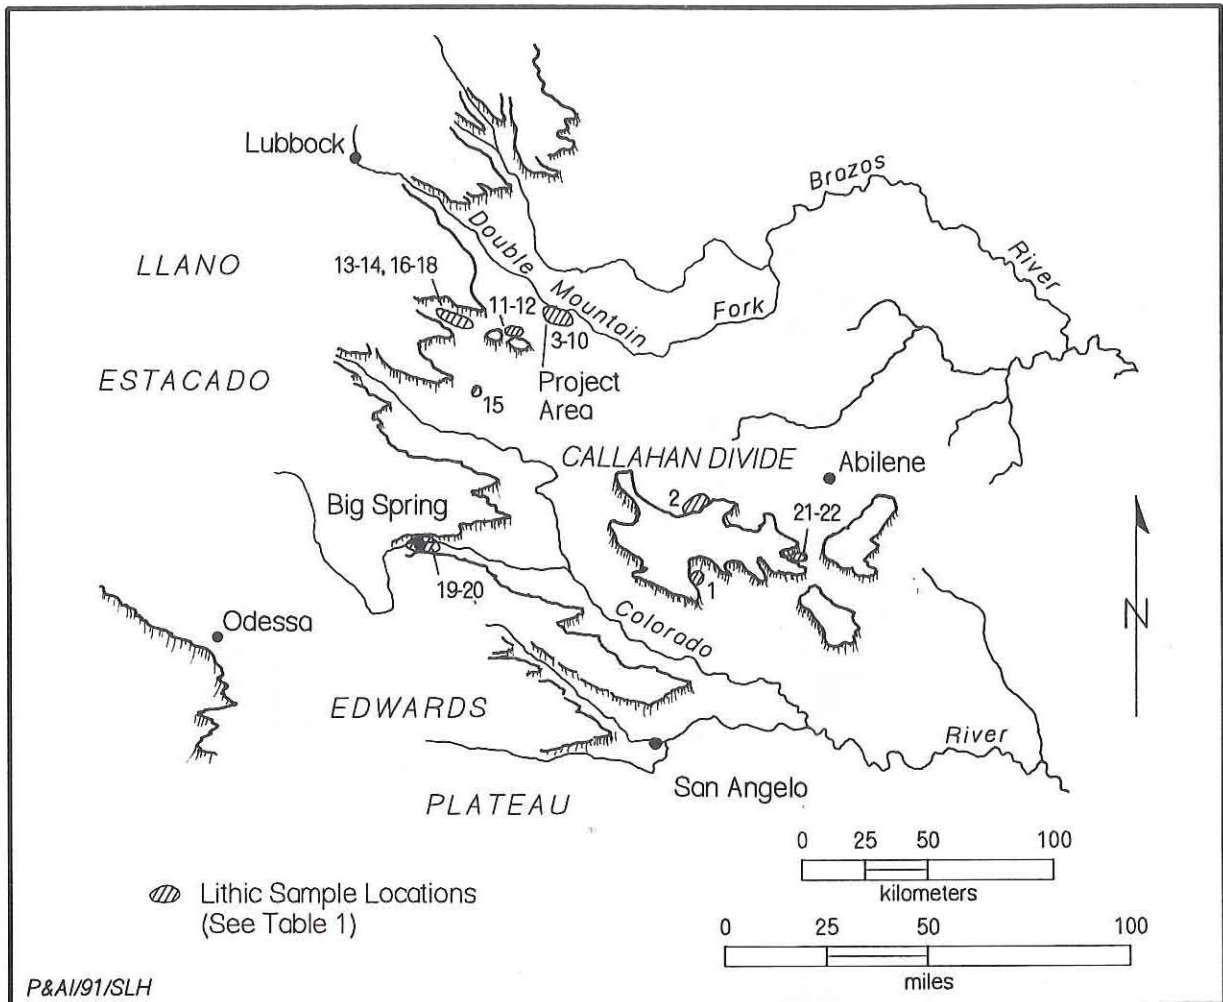 Lubbock
Brazos
River
LLANO
Double
Mountain
Fork
13-14, 16-18
11-12
3-10
ESTACADO
15
Project
Area
CALLAHAN DIVIDE
Abilene
2
Big Spring
21-22
19-20
1
N
Odessa
Colorado
EDWARDS
River
San Angelo
PLATEAU
0 25 50 100
kilometers
Lithic Sample Locations
(See Table 1)
0 25 50 100
miles
P&AI/91/SLH